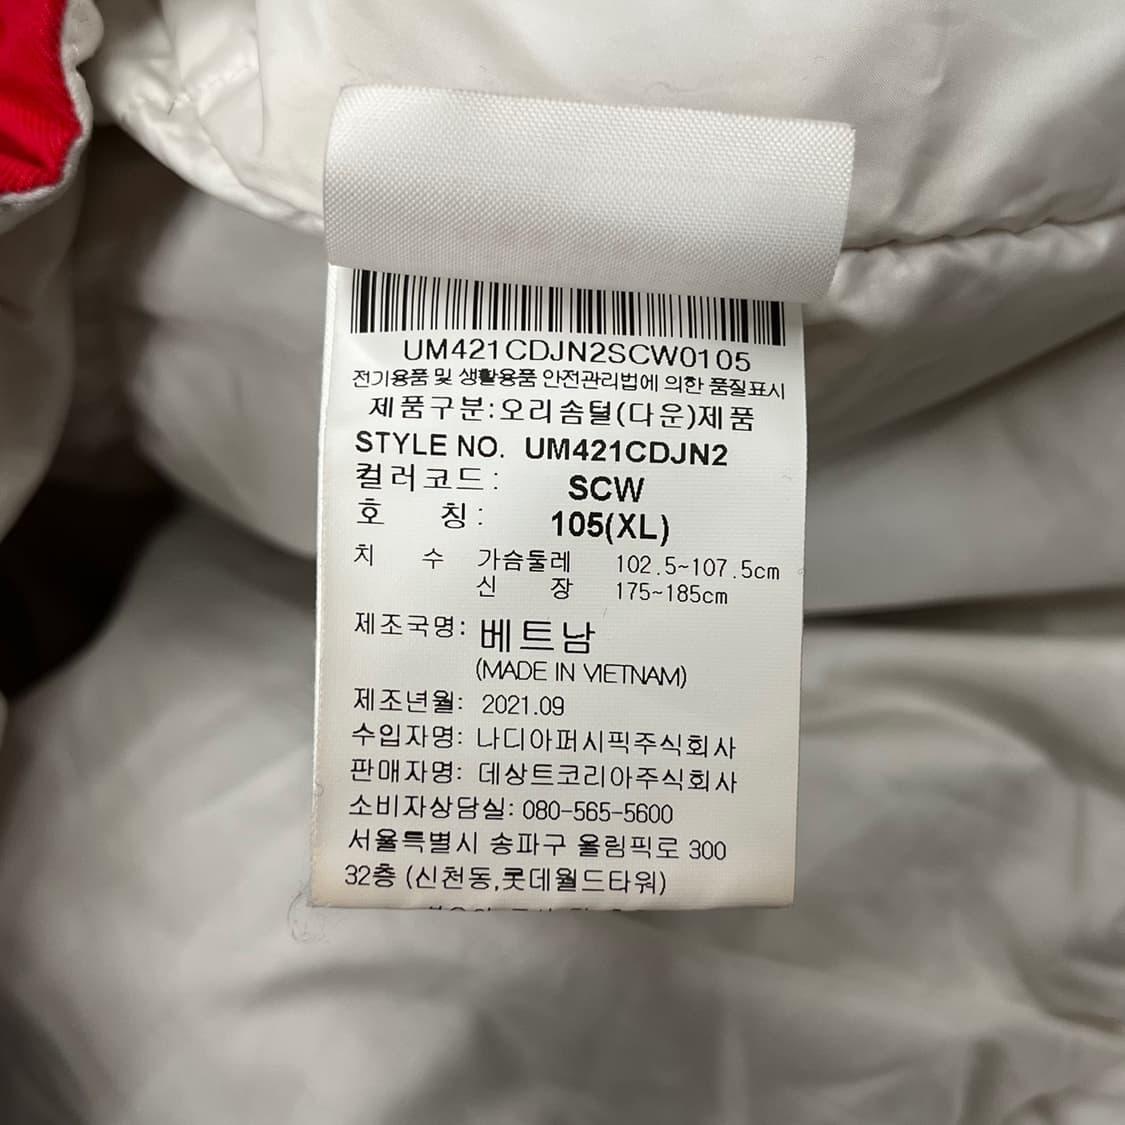 UM421CDJN2SCW0105
전기용품 및 생활용품 안전관리법에 의한 품질표시
제품구분:오리솜털(다운)제품
STYLE NO. UM421CDJN2
컬러코드: SCW
호 칭: 105(XL)
치 수 가슴둘레 102.5~107.5cm
신 장 175~185cm
제조국명: 베트남
(MADE IN VIETNAM)
제조년월: 2021.09
수입자명: 나디아퍼시픽주식회사
판매자명: 데상트코리아주식회사
소비자상담실: 080-565-5600
서울특별시 송파구 올림픽로 300
32층 (신천동,롯데월드타워)